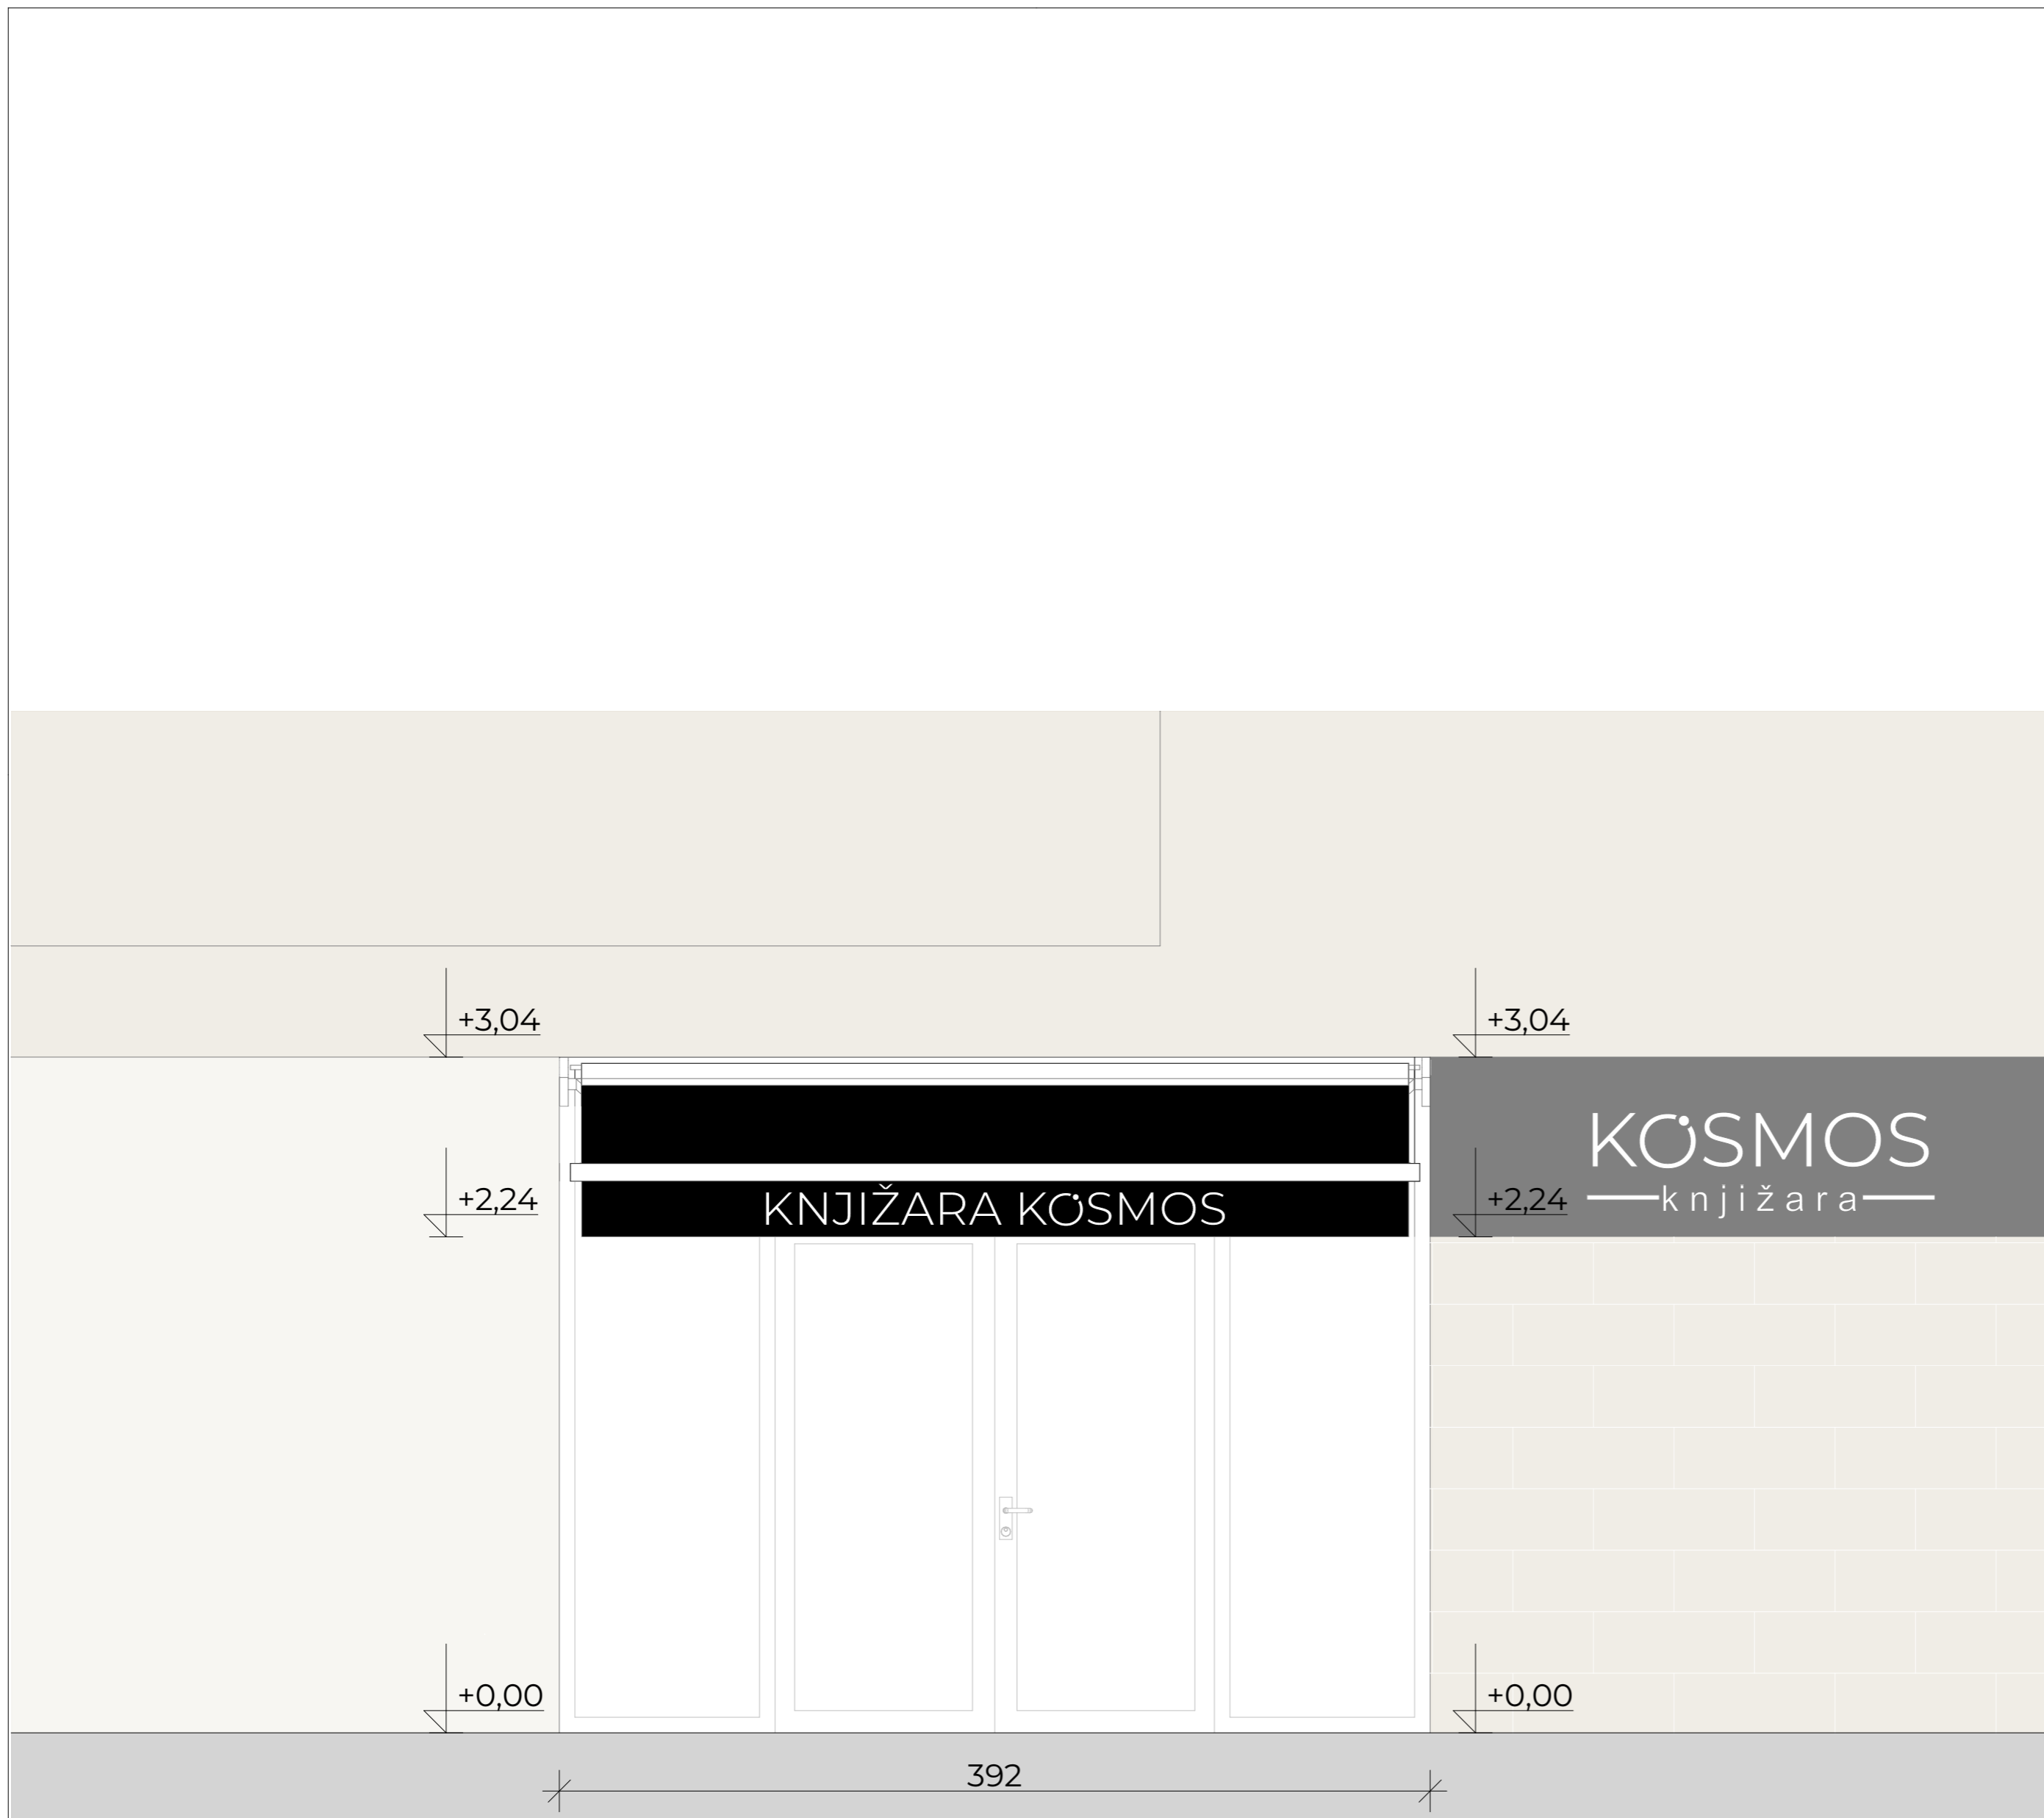 +3,04
+3,04
KOSMOS
+2,24
KNJIŽARA KOSMOS
+2,24
knjižara
+0,00
+0,00
392